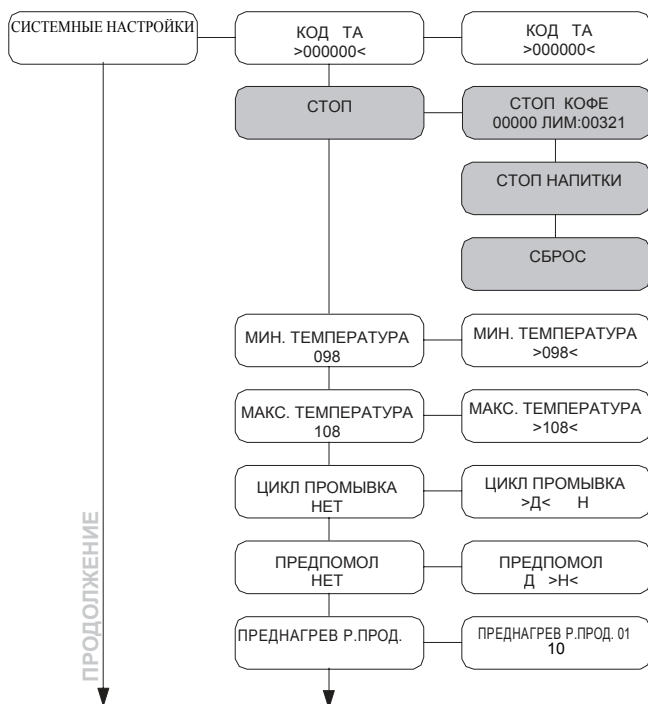 СИСТЕМНЫЕ НАСТРОЙКИ
КОД ТА
>000000<
КОД ТА
>000000<
СТОП
СТОП КОФЕ
00000 ЛИМ:00321
СТОП НАПИТКИ
СБРОС
МИН. ТЕМПЕРАТУРА
098
МИН. ТЕМПЕРАТУРА
>098<
МАКС. ТЕМПЕРАТУРА
108
МАКС. ТЕМПЕРАТУРА
>108<
ЦИКЛ ПРОМЫВКА
НЕТ
ЦИКЛ ПРОМЫВКА
>Д< Н
ПРЕДПОМОЛ
НЕТ
ПРЕДПОМОЛ
Д >Н<
ПРЕДНАГРЕВ Р.ПРОД.
ПРЕДНАГРЕВ Р.ПРОД. 01
10
ПРОДОЛЖЕНИЕ